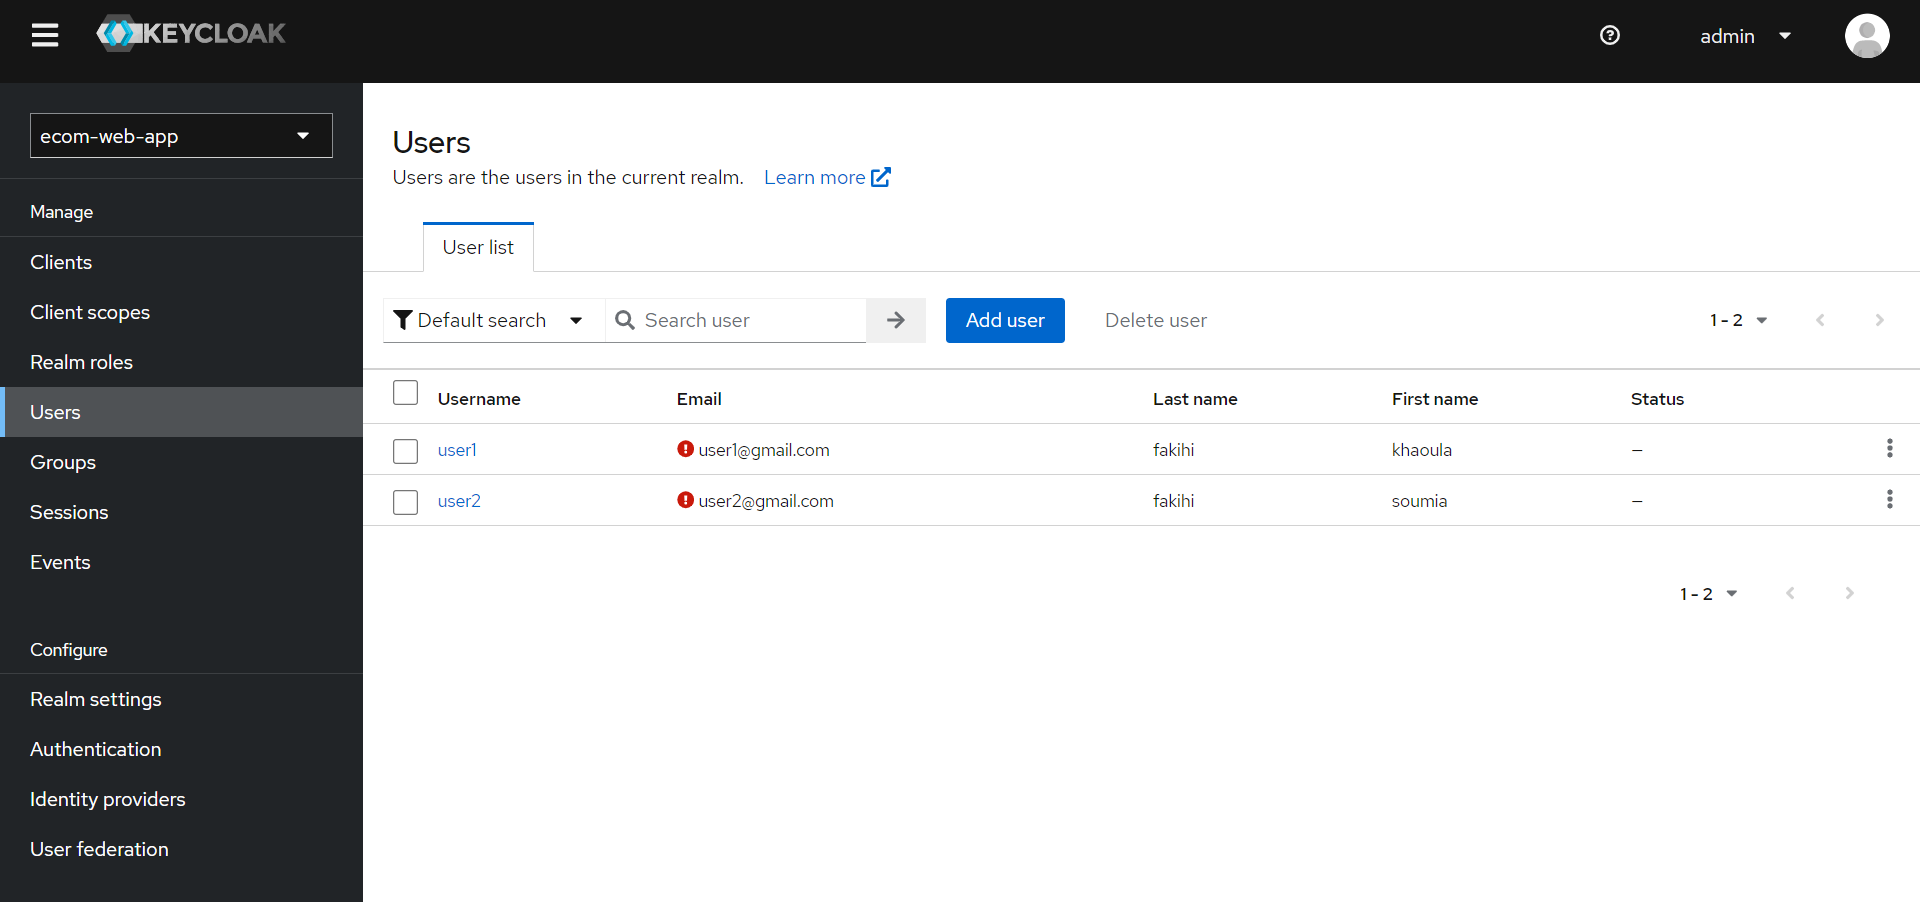 KEYCLOAK
admin
ecom-web-app
Manage
Clients
Client scopes
Realm roles
Users
Groups
Sessions
Events
Configure
Realm settings
Authentication
Identity providers
User federation
Users
Users are the users in the current realm. Learn more
User list
Default search Search user Add user Delete user 1 - 2
Username Email Last name First name Status
user1 user1@gmail.com fakihi khaoula –
user2 user2@gmail.com fakihi soumia –
1 - 2